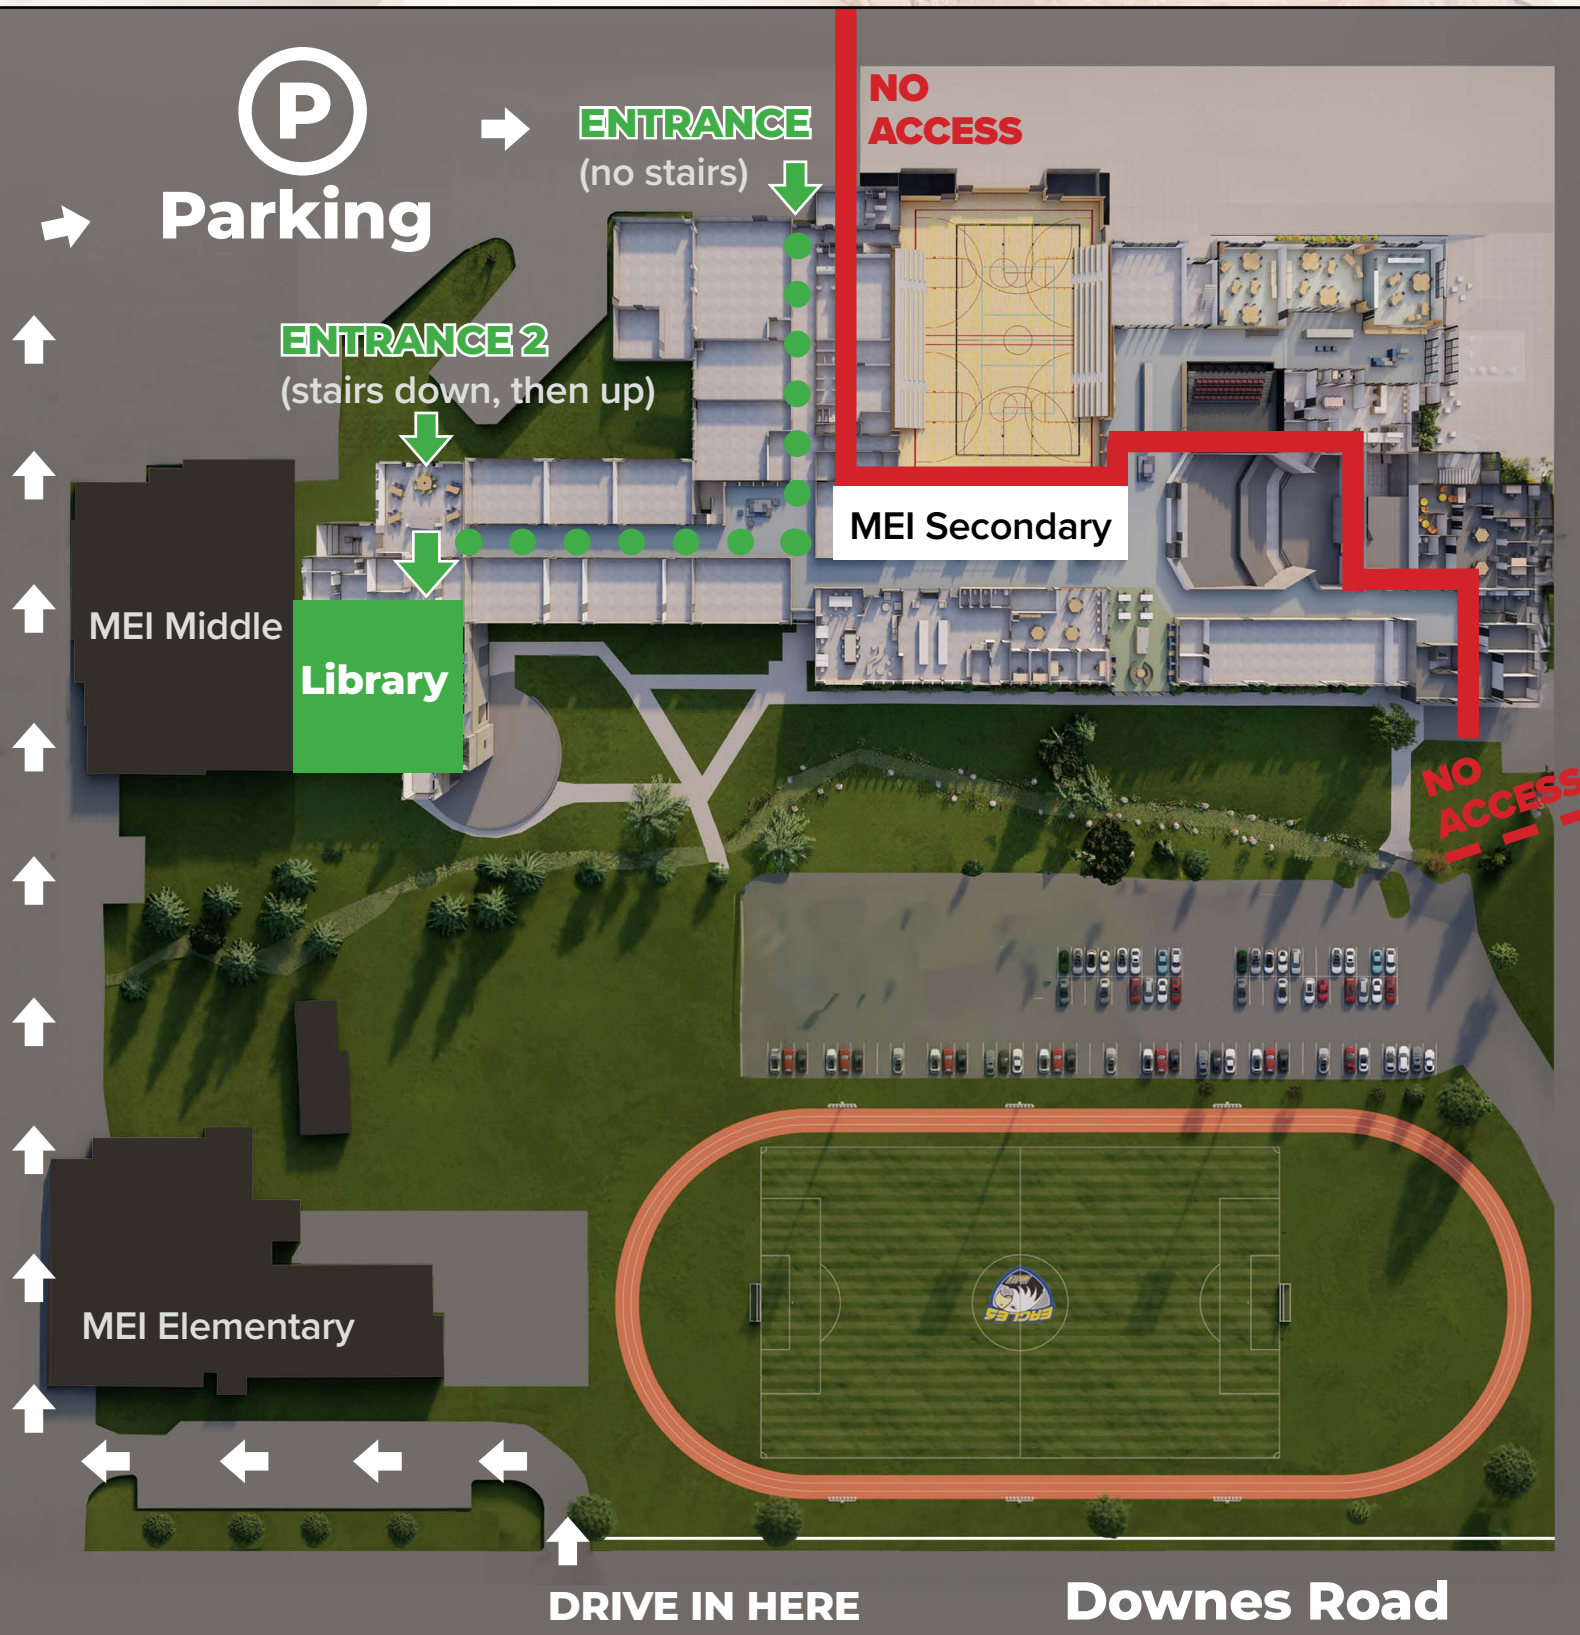 P
Parking
ENTRANCE
(no stairs)
NO
ACCESS
ENTRANCE 2
(stairs down, then up)
MEI Secondary
MEI Middle
Library
NO
ACCESS
EAGLES
MEI Elementary
DRIVE IN HERE
Downes Road